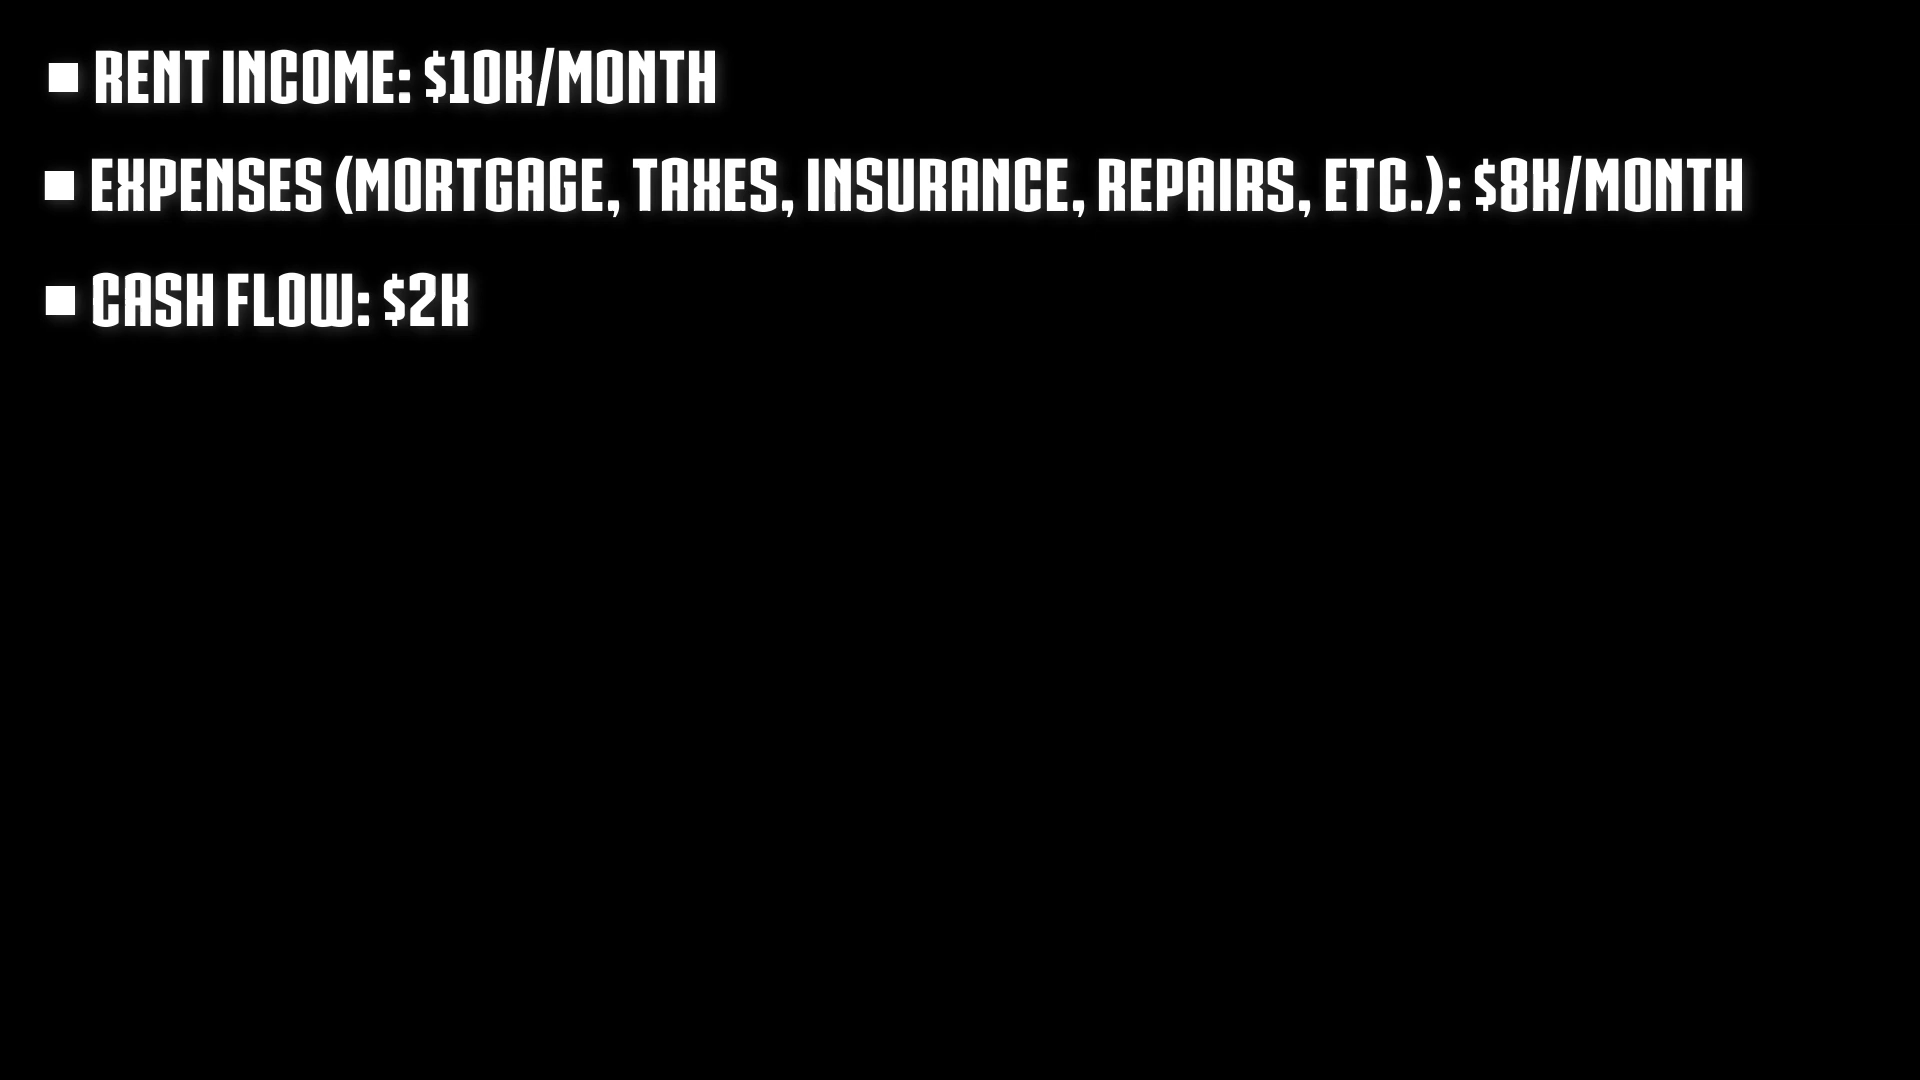 ▪ RENT INCOME: $10K/MONTH
▪ EXPENSES (MORTGAGE, TAXES, INSURANCE, REPAIRS, ETC.): $8K/MONTH
▪ CASH FLOW: $2K